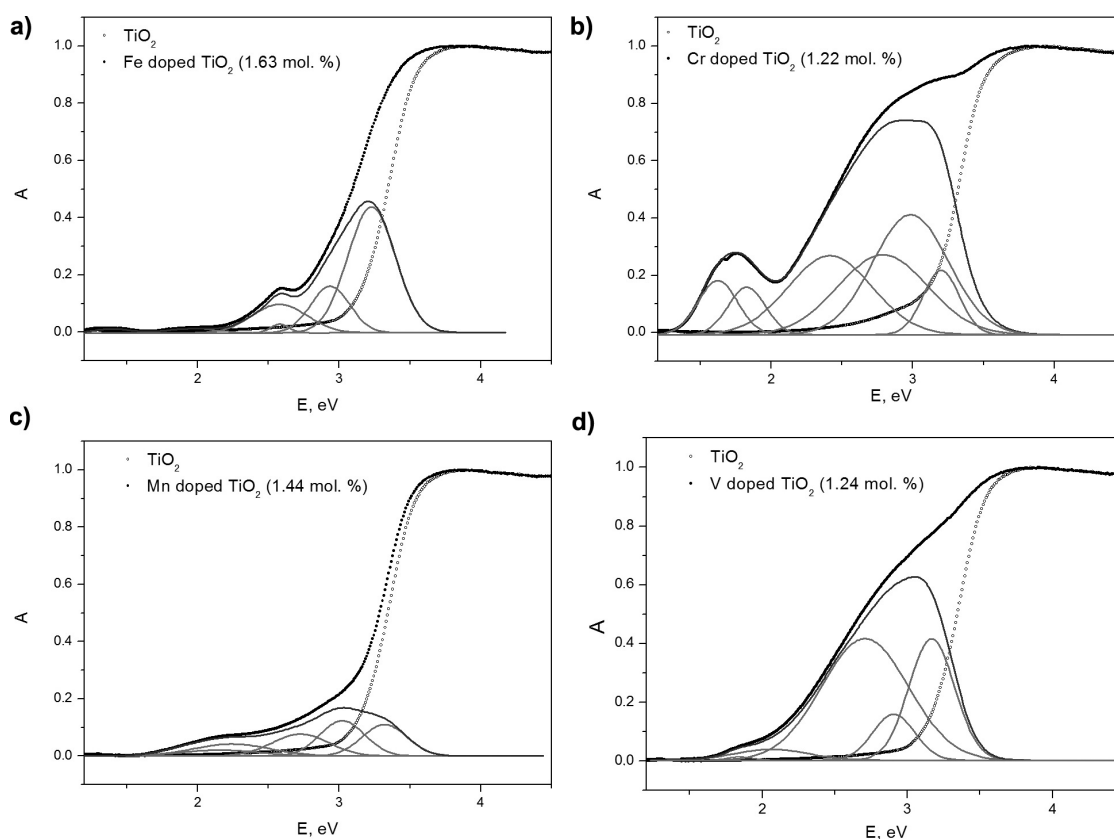 a)
TiO₂
Fe doped TiO₂ (1.63 mol. %)
1.0
0.8
0.6
0.4
0.2
0.0
A
2 3 4
E, eV
b)
TiO₂
Cr doped TiO₂ (1.22 mol. %)
1.0
0.8
0.6
0.4
0.2
0.0
A
2 3 4
E, eV
c)
TiO₂
Mn doped TiO₂ (1.44 mol. %)
1.0
0.8
0.6
0.4
0.2
0.0
A
2 3 4
E, eV
d)
TiO₂
V doped TiO₂ (1.24 mol. %)
1.0
0.8
0.6
0.4
0.2
0.0
A
2 3 4
E, eV